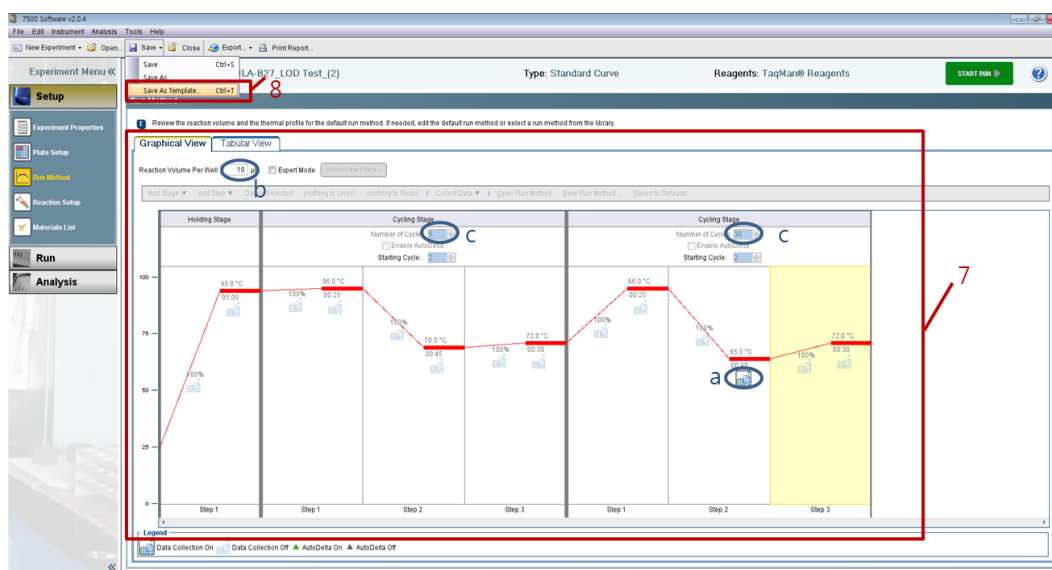 7500 Software v2.0.4
File Edit Instrument Analysis Tools Help
New Experiment Open... Save Close Export... Print Report...
Save Ctrl+S
Save As
Save As Template... Ctrl+T
8
Experiment Menu
LA-B27_LOD Test_(2)
Type: Standard Curve
Reagents: TaqMan® Reagents
START RUN
Setup
Experiment Properties
Plate Setup
Run Method
Reaction Setup
Materials List
Run
Analysis
Review the reaction volume and the thermal profile for the default run method. If needed, edit the default run method or select a run method from the library.
Graphical View Tabular View
Reaction Volume Per Well 10 Expert Mode
b
Add Stage Add Step Selected (nothing to Undo) (nothing to Redo) Collect Data Open Run Method Save Run Method ... Revert to Defaults
Holding Stage Cycling Stage Cycling Stage
Number of Cycle 5 c Number of Cycle 30 c
Enable AutoDelta Enable AutoDelta
Starting Cycle: 2 Starting Cycle: 2
7
100
75
50
25
0
95.0 °C
05:00
100%
96.0 °C
00:25
100%
70.0 °C
00:45
100%
72.0 °C
00:30
100%
96.0 °C
00:25
100%
65.0 °C
00:45
100%
a
72.0 °C
00:30
100%
Step 1 Step 1 Step 2 Step 3 Step 1 Step 2 Step 3
Legend
Data Collection On Data Collection Off AutoDelta On AutoDelta Off